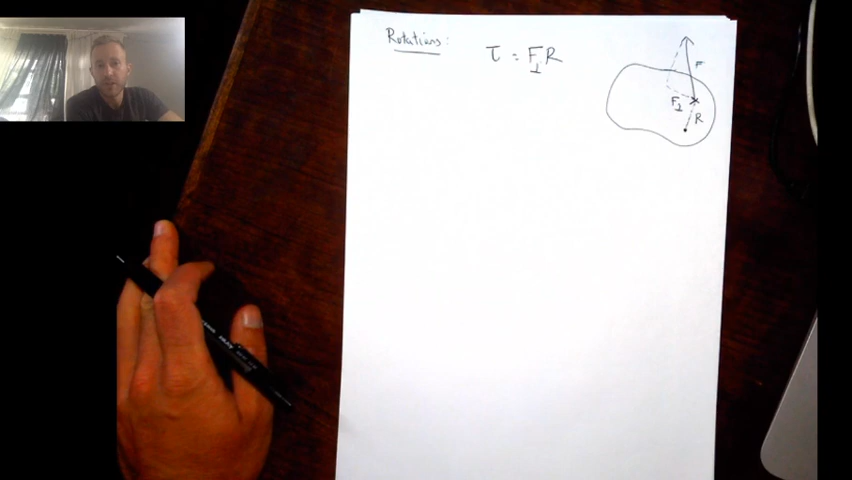 Rotations:
τ = F⊥R
F
F⊥
R